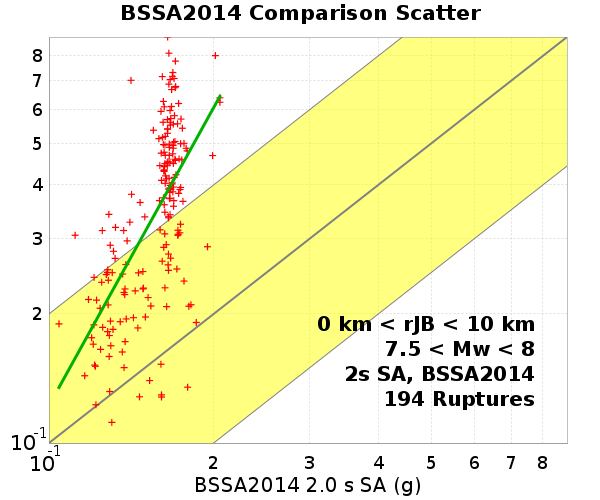 BSSA2014 Comparison Scatter
8
7
6
5
4
3
2
10-1
10-1
2 3 4 5 6 7 8
0 km < rJB < 10 km
7.5 < Mw < 8
2s SA, BSSA2014
194 Ruptures
BSSA2014 2.0 s SA (g)